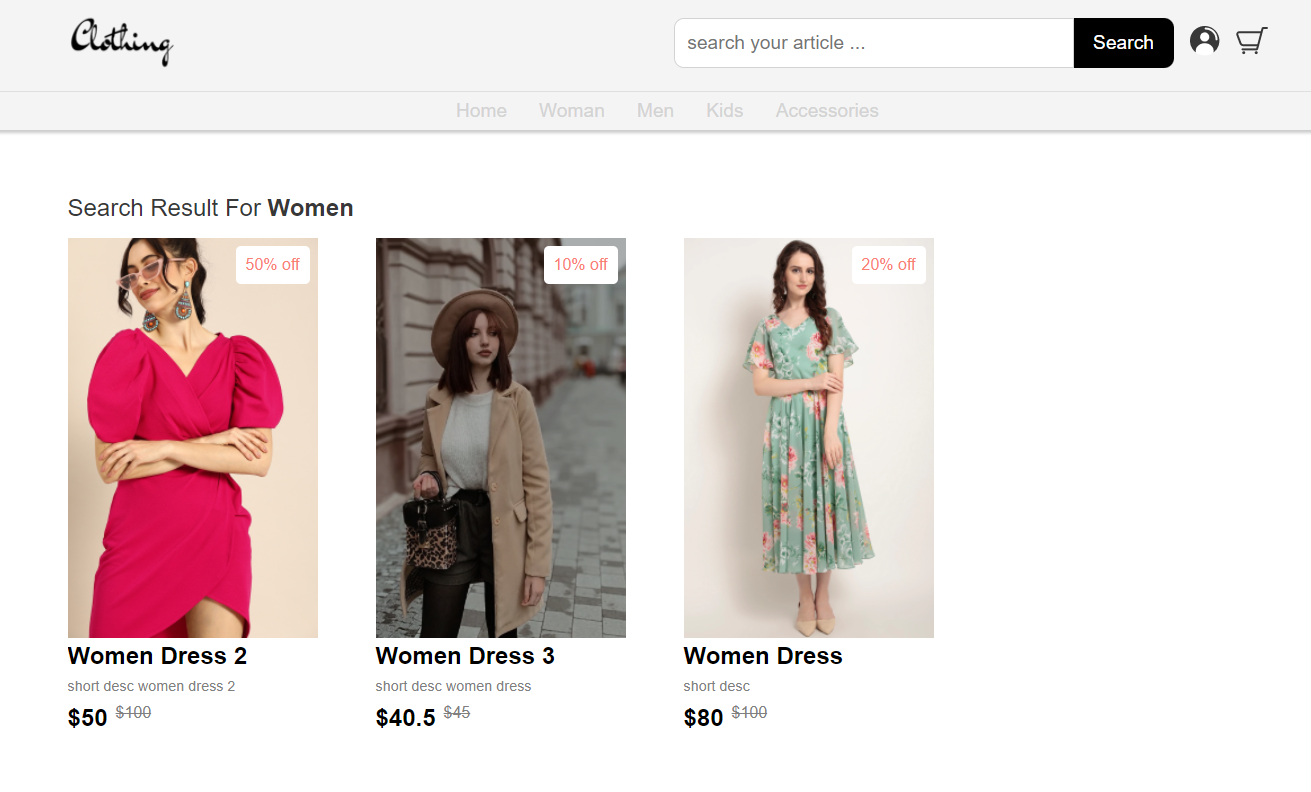 Clothing
search your article ...
Search
Home Woman Men Kids Accessories
Search Result For Women
50% off
10% off
20% off
Women Dress 2
short desc women dress 2
$50 $100
Women Dress 3
short desc women dress
$40.5 $45
Women Dress
short desc
$80 $100